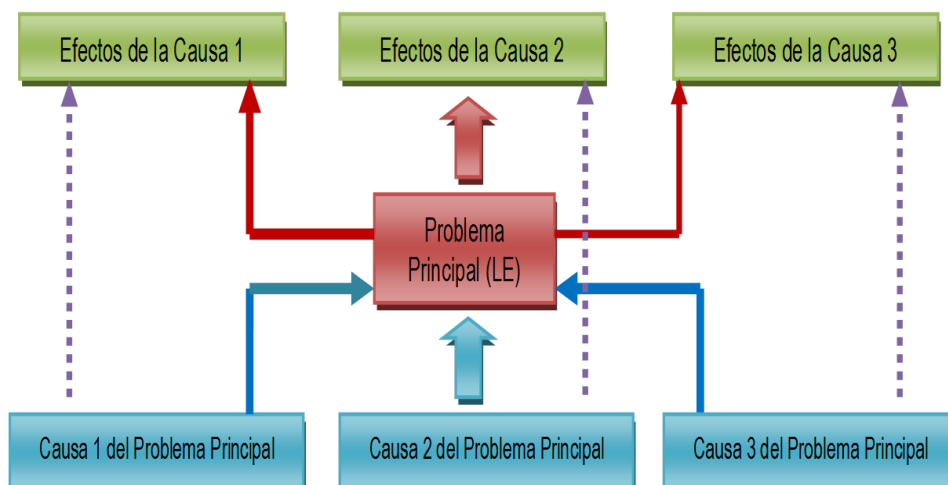 Efectos de la Causa 1
Efectos de la Causa 2
Efectos de la Causa 3
Problema
Principal (LE)
Causa 1 del Problema Principal
Causa 2 del Problema Principal
Causa 3 del Problema Principal